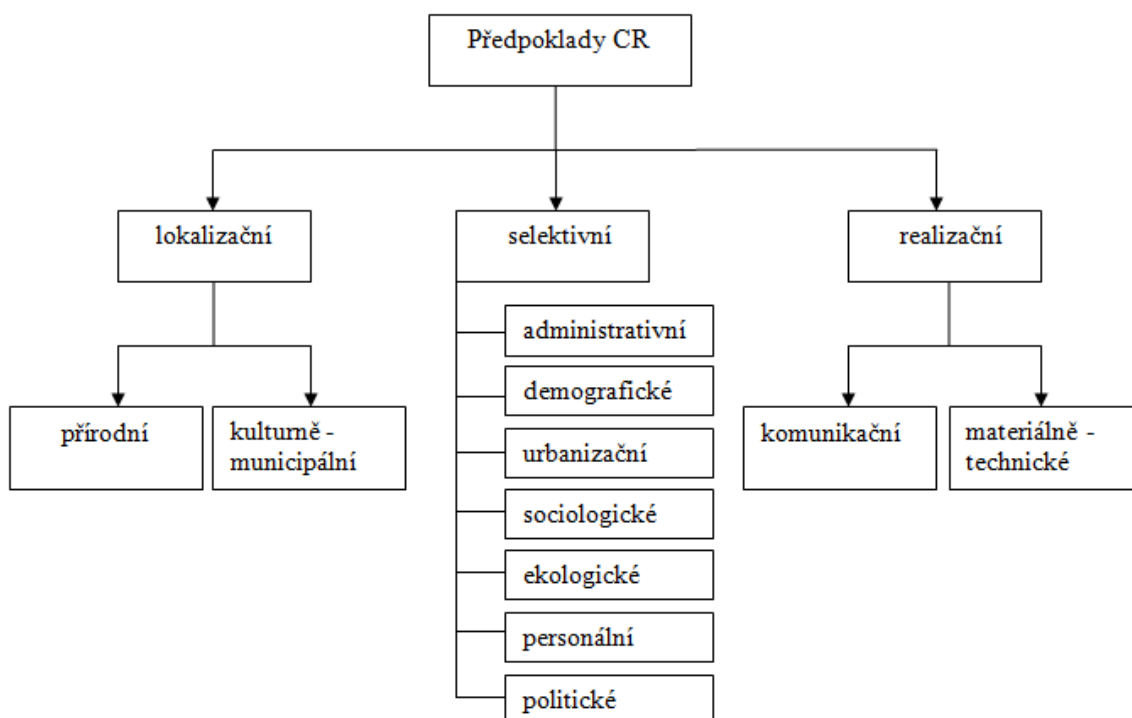 Předpoklady CR
lokalizační
selektivní
realizační
administrativní
demografické
urbanizační
sociologické
ekologické
personální
politické
přírodní
kulturně -
municipální
komunikační
materiálně -
technické